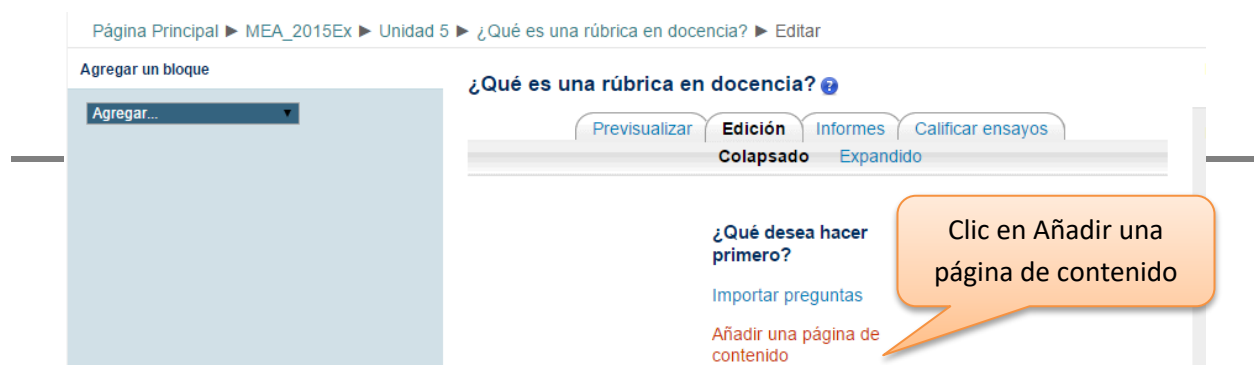 Página Principal ► MEA_2015Ex ► Unidad 5 ► ¿Qué es una rúbrica en docencia? ► Editar
Agregar un bloque
Agregar...
¿Qué es una rúbrica en docencia?
Previsualizar Edición Informes Calificar ensayos
Colapsado Expandido
¿Qué desea hacer
primero?
Importar preguntas
Añadir una página de
contenido
Clic en Añadir una
página de contenido